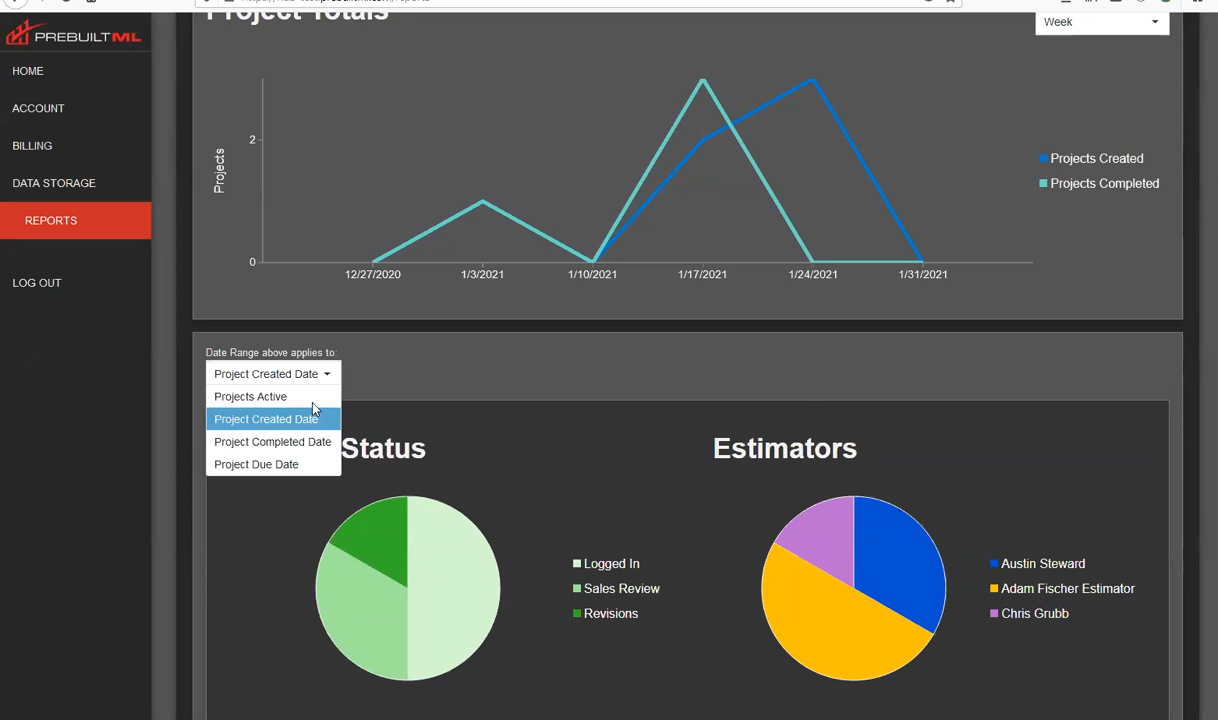 Project Totals
PREBUILTML
Week
HOME
ACCOUNT
BILLING
DATA STORAGE
REPORTS
LOG OUT
Projects
2
0
12/27/2020 1/3/2021 1/10/2021 1/17/2021 1/24/2021 1/31/2021
Projects Created
Projects Completed
Date Range above applies to:
Project Created Date
Projects Active
Project Created Date
Project Completed Date
Project Due Date
Status
Logged In
Sales Review
Revisions
Estimators
Austin Steward
Adam Fischer Estimator
Chris Grubb